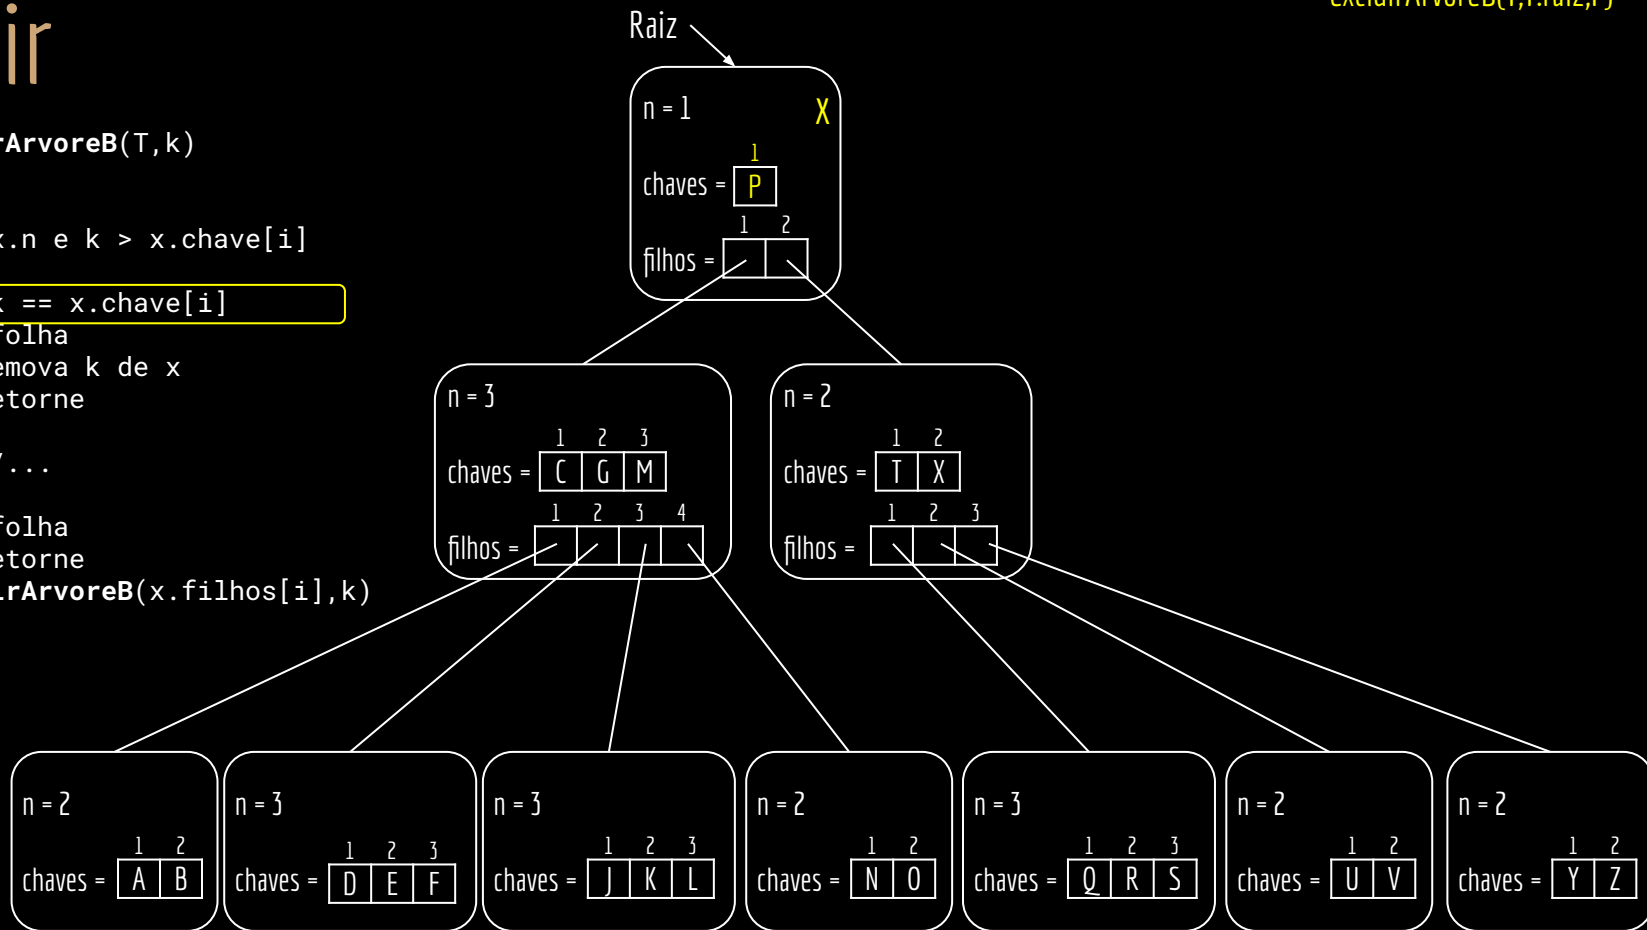 ir
rArvoreB(T,k)
x.n e k > x.chave[i]
k == x.chave[i]
folha
emova k de x
etorne
...
folha
etorne
irArvoreB(x.filhos[i],k)
Raiz
n = 1
X
1
chaves = P
1 2
filhos =
n = 3
1 2 3
chaves = C G M
1 2 3 4
filhos =
n = 2
1 2
chaves = T X
1 2 3
filhos =
n = 2
1 2
chaves = A B
n = 3
1 2 3
chaves = D E F
n = 3
1 2 3
chaves = J K L
n = 2
1 2
chaves = N O
n = 3
1 2 3
chaves = Q R S
n = 2
1 2
chaves = U V
n = 2
1 2
chaves = Y Z